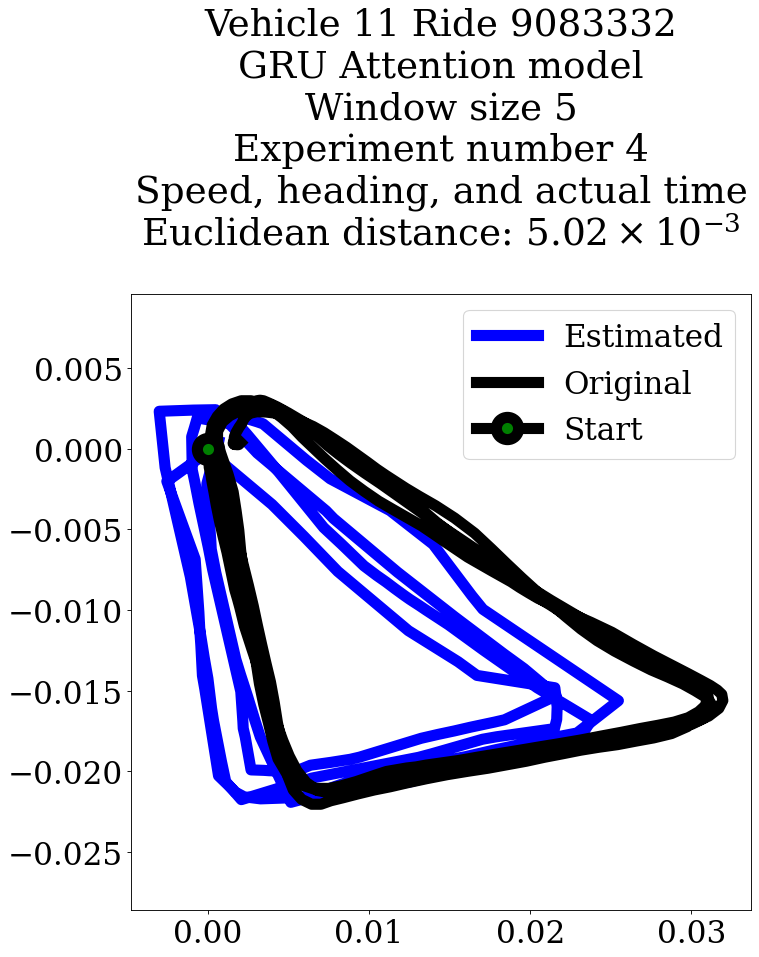 Vehicle 11 Ride 9083332
GRU Attention model
Window size 5
Experiment number 4
Speed, heading, and actual time
Euclidean distance: 5.02 × 10⁻³
Estimated
Original
Start
0.005
0.000
−0.005
−0.010
−0.015
−0.020
−0.025
0.00 0.01 0.02 0.03